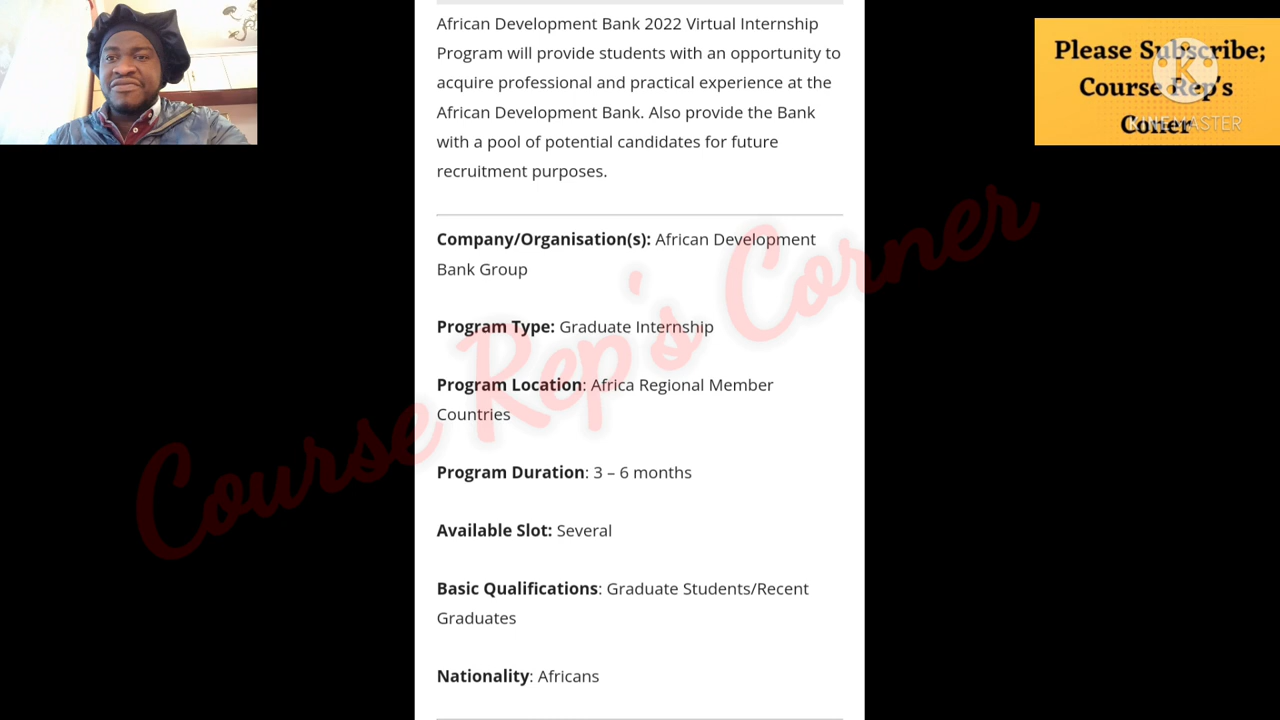 African Development Bank 2022 Virtual Internship
Program will provide students with an opportunity to
acquire professional and practical experience at the
African Development Bank. Also provide the Bank
with a pool of potential candidates for future
recruitment purposes.
Company/Organisation(s): African Development
Bank Group
Program Type: Graduate Internship
Program Location: Africa Regional Member
Countries
Program Duration: 3 – 6 months
Available Slot: Several
Basic Qualifications: Graduate Students/Recent
Graduates
Nationality: Africans
Please Subscribe;
Course Rep's
Coner
K
KINEMASTER
Course Rep's Corner